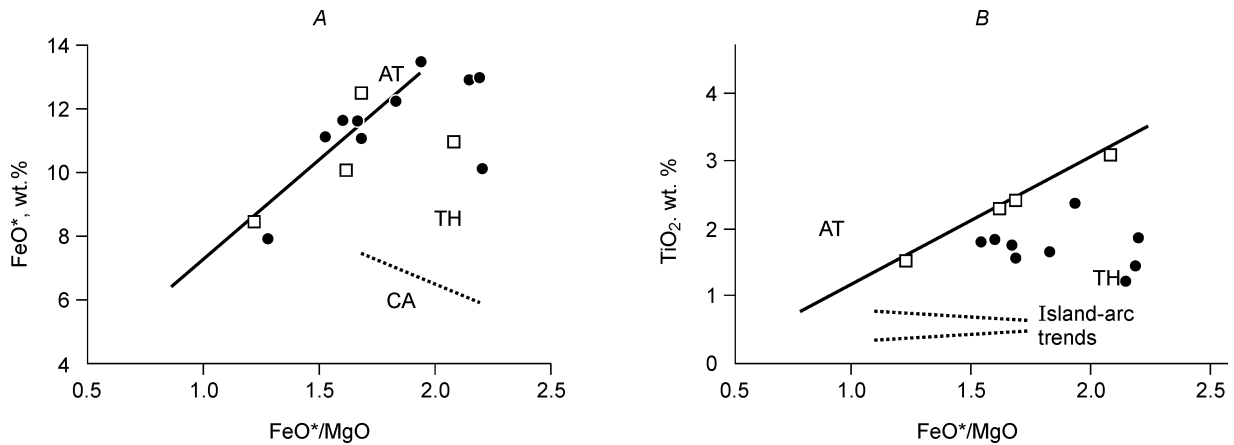 A
14
12
10
8
6
4
FeO*, wt.%
AT
TH
CA
0.5 1.0 1.5 2.0 2.5
FeO*/MgO
B
4
3
2
1
0
TiO₂. wt. %
AT
TH
Island-arc
trends
0.5 1.0 1.5 2.0 2.5
FeO*/MgO